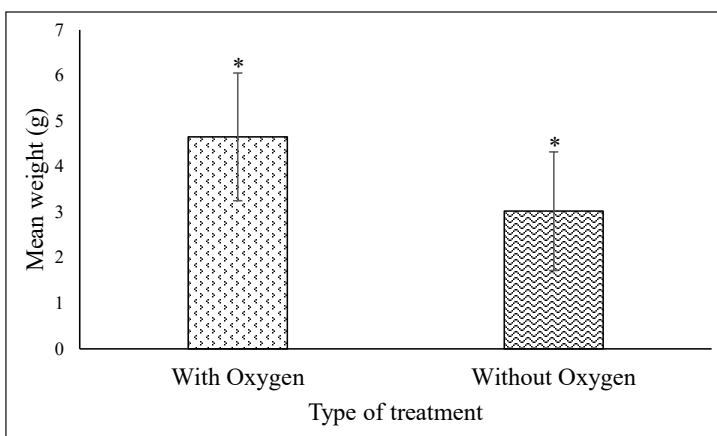 7
6
5
4
3
2
1
0
Mean weight (g)
*
*
With Oxygen
Without Oxygen
Type of treatment